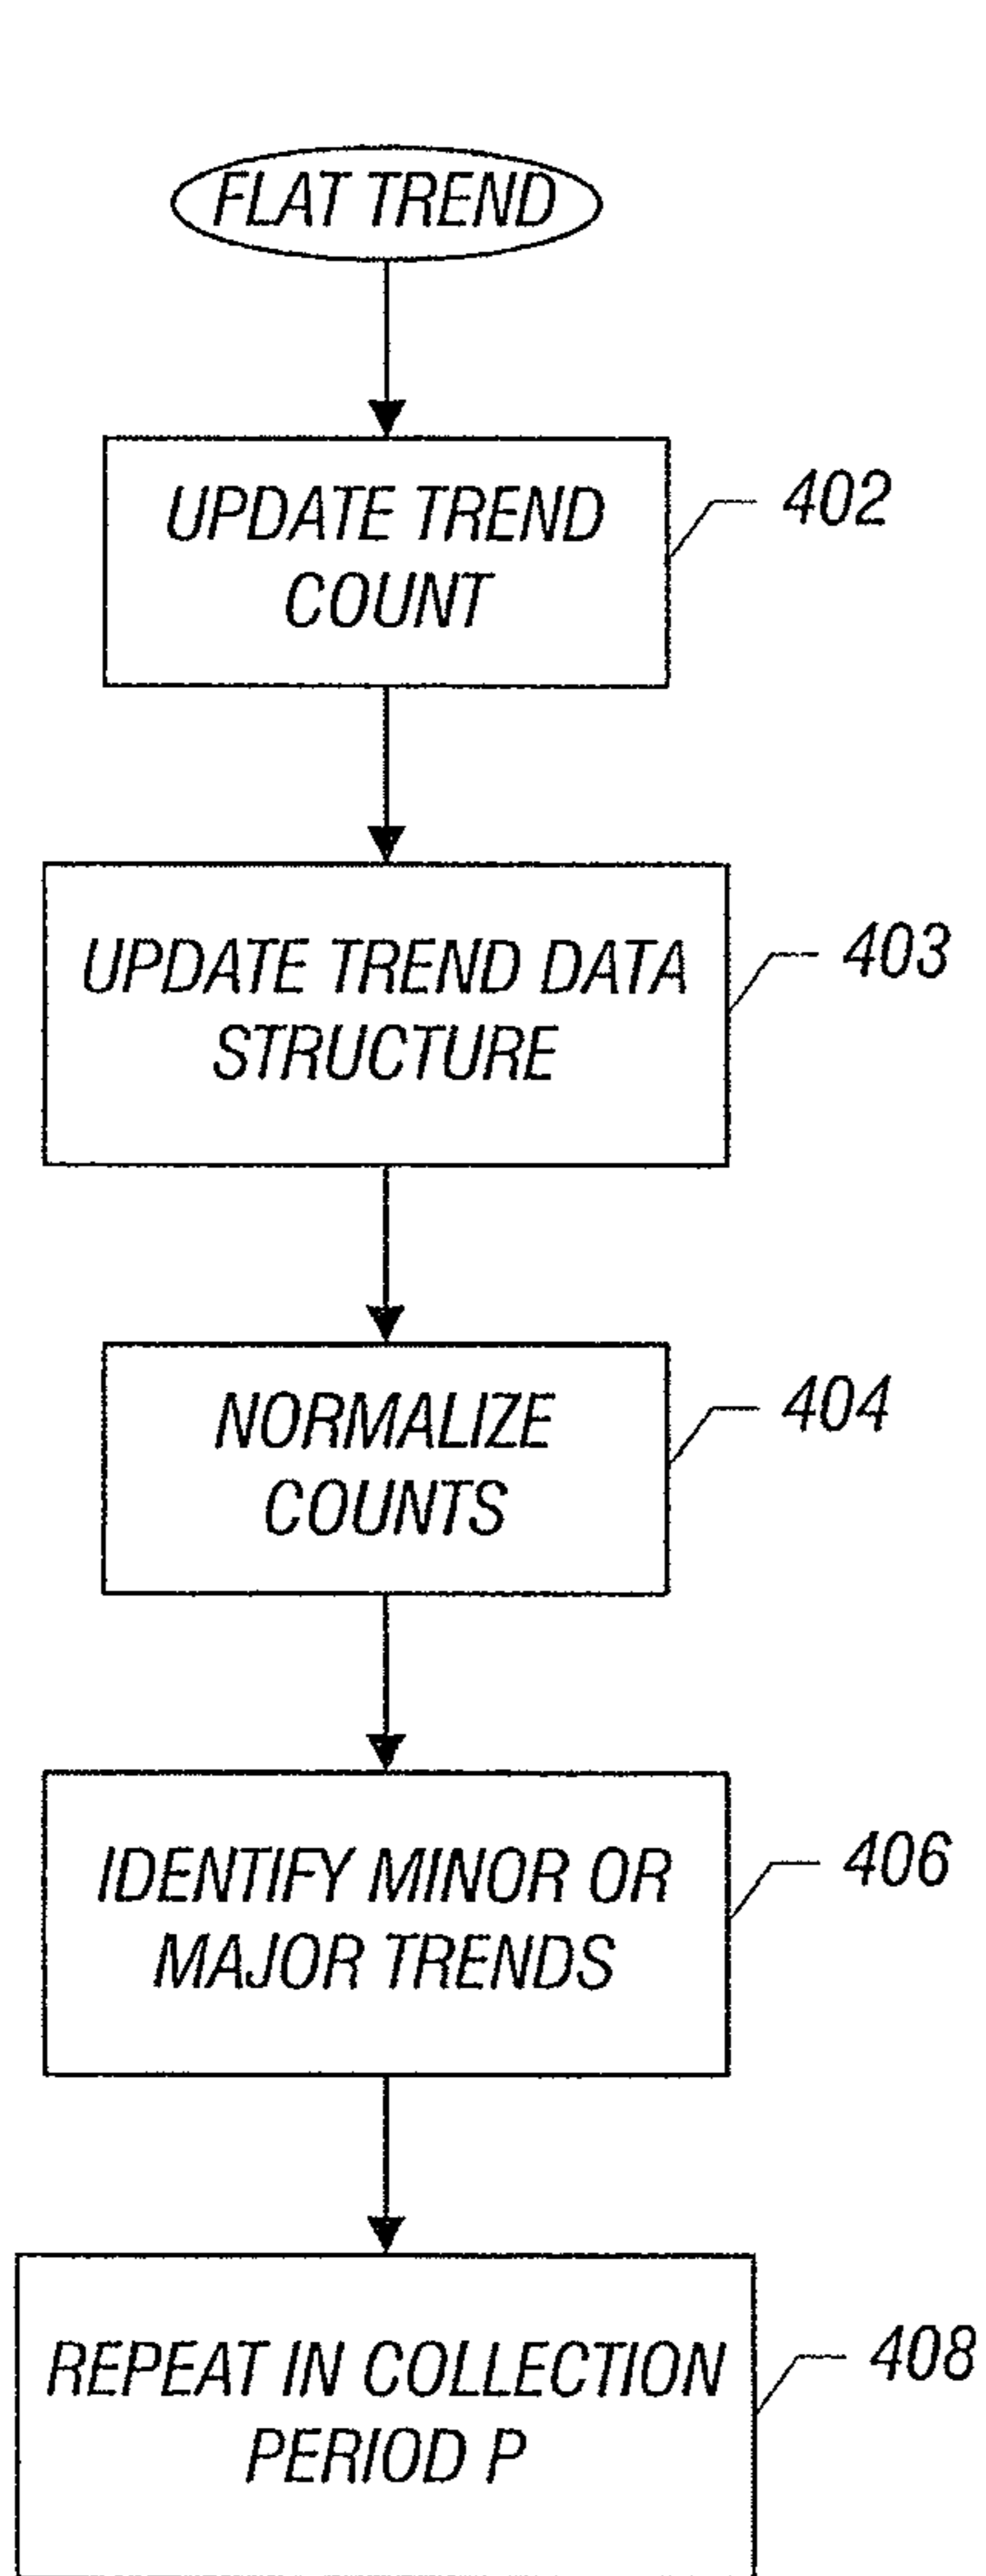 FLAT TREND
UPDATE TREND
COUNT
402
UPDATE TREND DATA
STRUCTURE
403
NORMALIZE
COUNTS
404
IDENTIFY MINOR OR
MAJOR TRENDS
406
REPEAT IN COLLECTION
PERIOD P
408